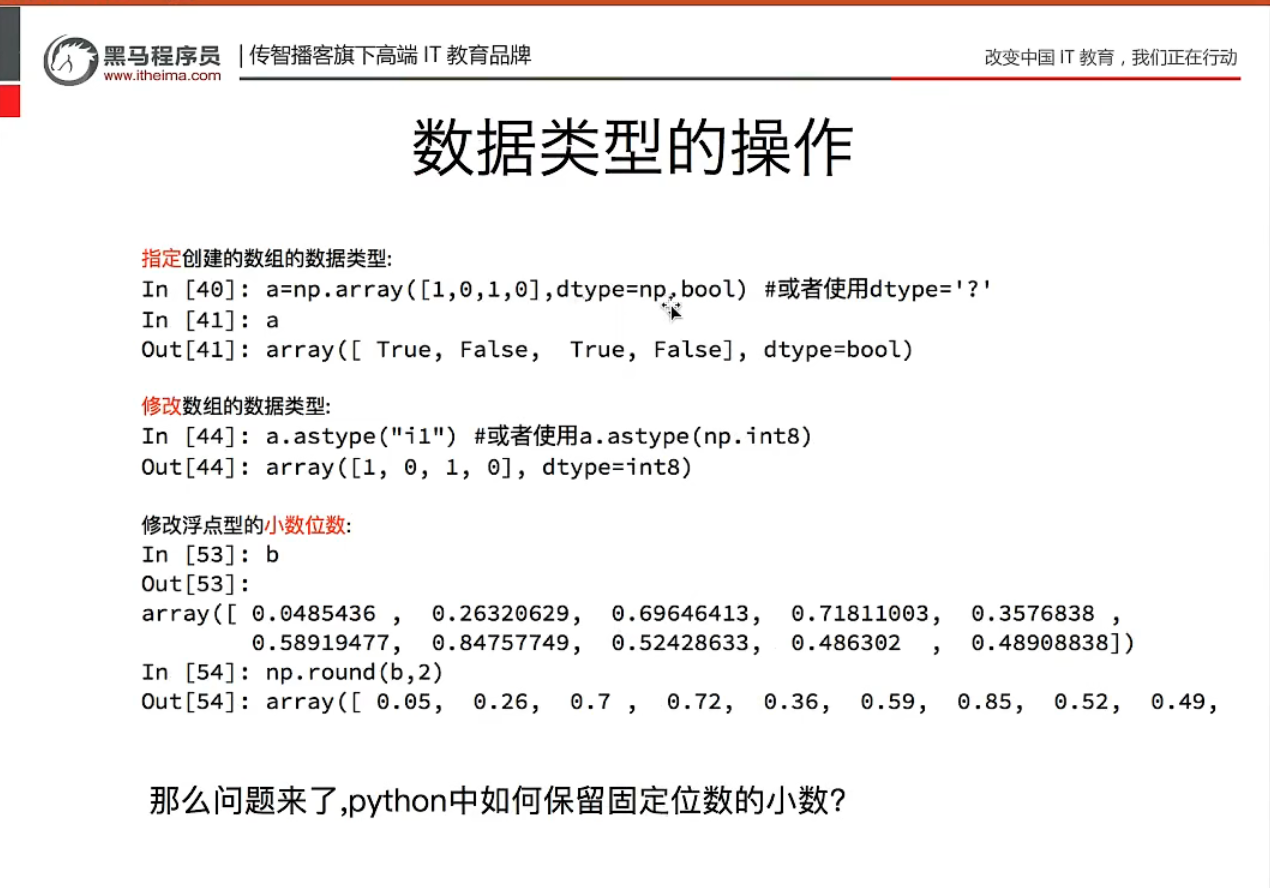 黑马程序员
www.itheima.com
传智播客旗下高端 IT 教育品牌
改变中国 IT 教育，我们正在行动
数据类型的操作
指定创建的数组的数据类型:
In [40]: a=np.array([1,0,1,0],dtype=np.bool) #或者使用dtype='?'
In [41]: a
Out[41]: array([ True, False,  True, False], dtype=bool)
修改数组的数据类型:
In [44]: a.astype("i1") #或者使用a.astype(np.int8)
Out[44]: array([1, 0, 1, 0], dtype=int8)
修改浮点型的小数位数:
In [53]: b
Out[53]:
array([ 0.0485436 ,  0.26320629,  0.69646413,  0.71811003,  0.3576838 ,
        0.58919477,  0.84757749,  0.52428633,  0.486302  ,  0.48908838])
In [54]: np.round(b,2)
Out[54]: array([ 0.05,  0.26,  0.7 ,  0.72,  0.36,  0.59,  0.85,  0.52,  0.49,
那么问题来了,python中如何保留固定位数的小数?